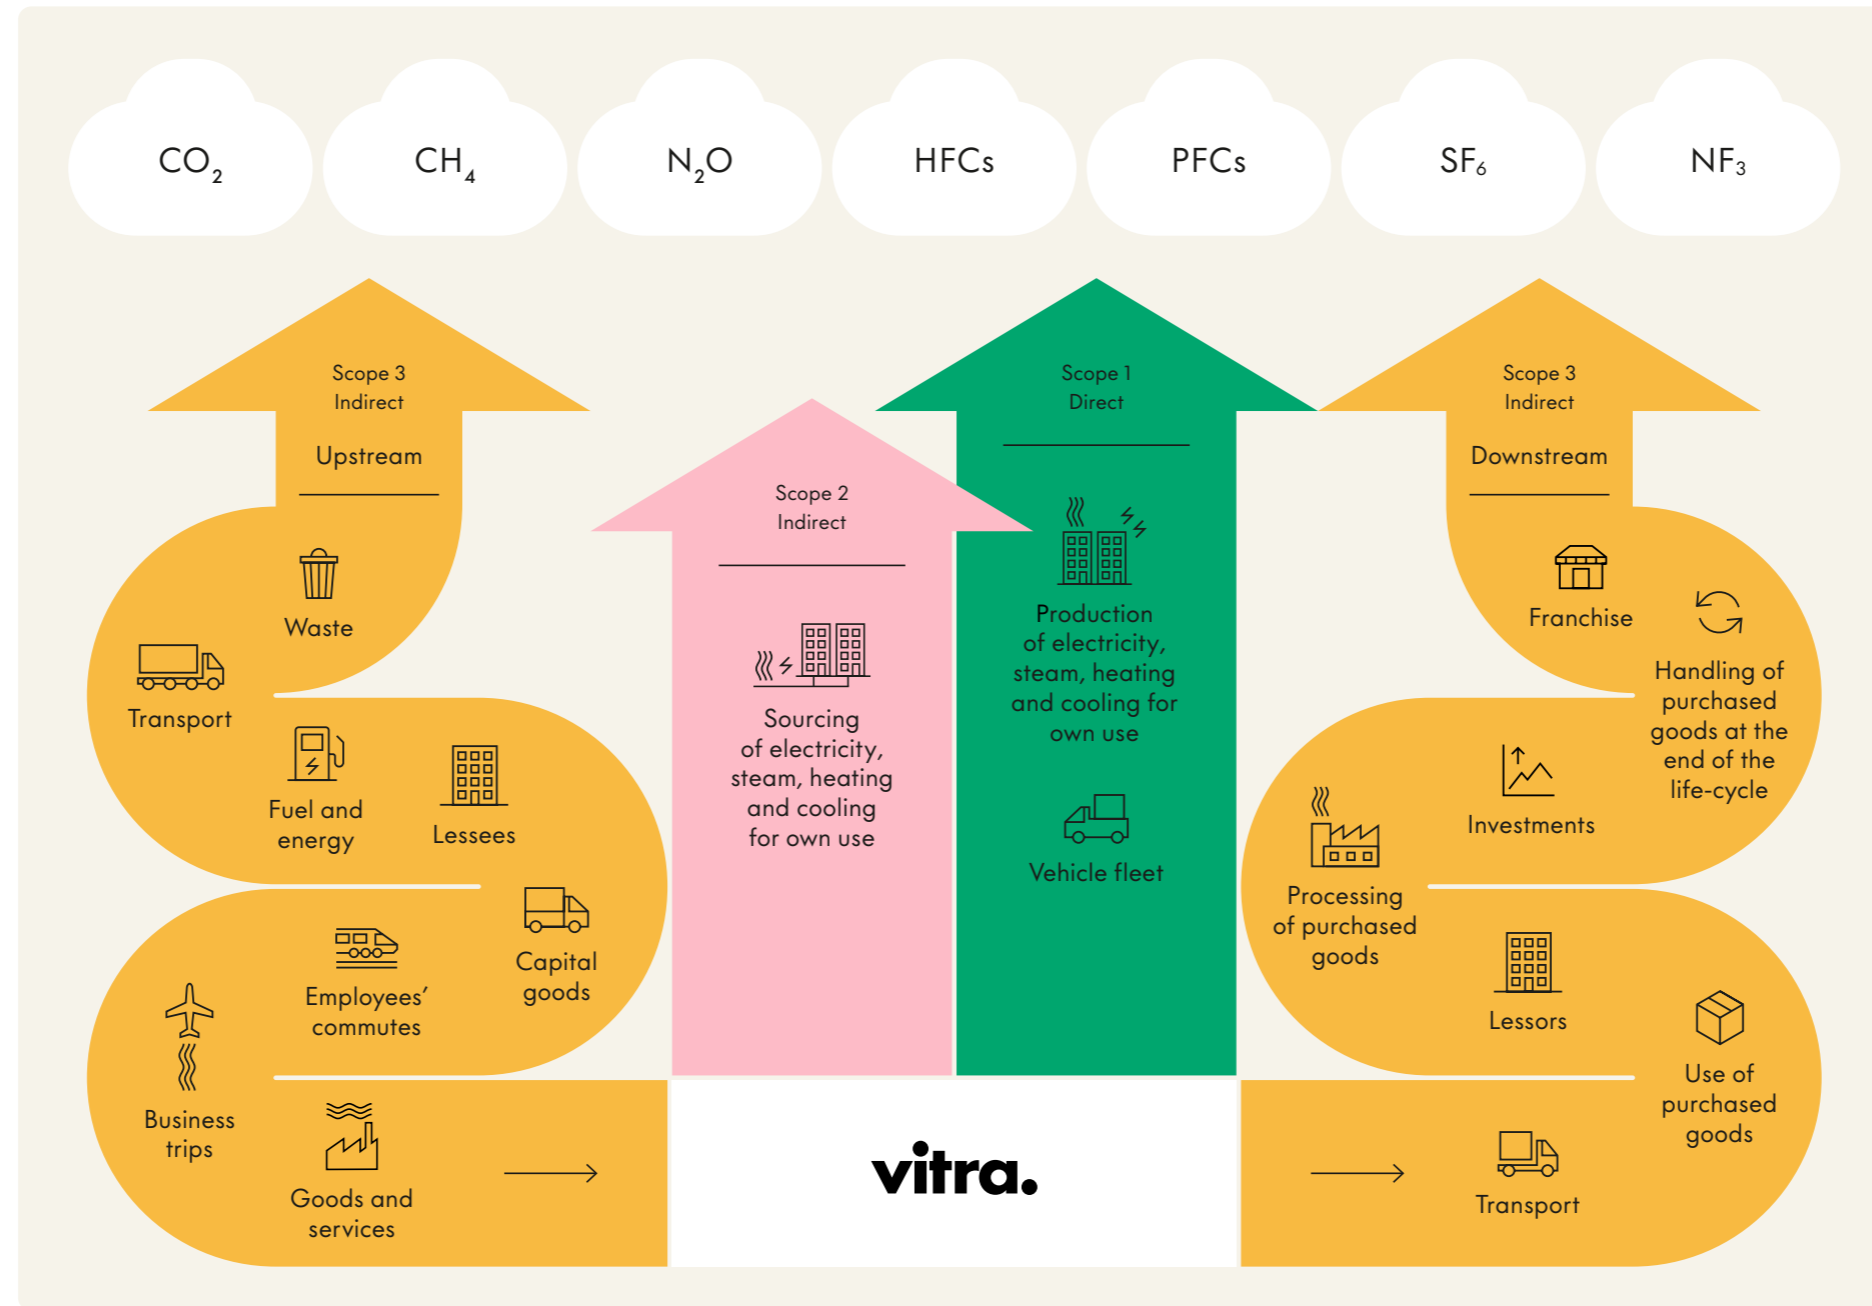 CO₂
CH₄
N₂O
HFCs
PFCs
SF₆
NF₃
Scope 3
Indirect
Upstream
Waste
Transport
Fuel and
energy
Lessees
Capital
goods
Employees’
commutes
Business
trips
Goods and
services
Scope 2
Indirect
Sourcing
of electricity,
steam, heating
and cooling
for own use
Scope 1
Direct
Production
of electricity,
steam, heating
and cooling for
own use
Vehicle fleet
vitra.
Scope 3
Indirect
Downstream
Franchise
Handling of
purchased
goods at the
end of the
life-cycle
Investments
Processing
of purchased
goods
Lessors
Use of
purchased
goods
Transport